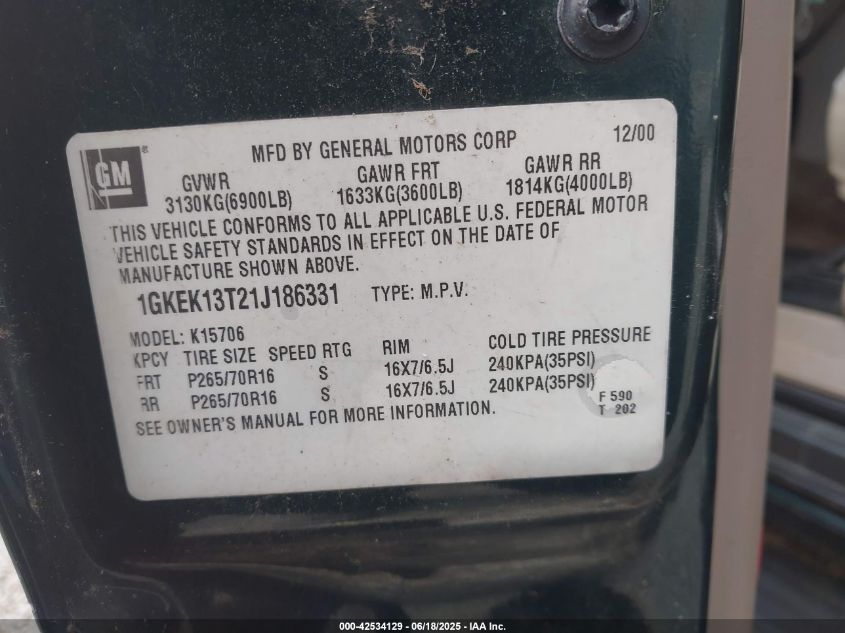 GM ®
MFD BY GENERAL MOTORS CORP 12/00
GVWR GAWR FRT GAWR RR
3130KG(6900LB) 1633KG(3600LB) 1814KG(4000LB)
THIS VEHICLE CONFORMS TO ALL APPLICABLE U.S. FEDERAL MOTOR
VEHICLE SAFETY STANDARDS IN EFFECT ON THE DATE OF
MANUFACTURE SHOWN ABOVE.
1GKEK13T21J186331 TYPE: M.P.V.
MODEL: K15706
KPCY TIRE SIZE SPEED RTG RIM COLD TIRE PRESSURE
FRT P265/70R16 S 16X7/6.5J 240KPA(35PSI)
RR P265/70R16 S 16X7/6.5J 240KPA(35PSI)
SEE OWNER'S MANUAL FOR MORE INFORMATION.
F 590
T 202
000-42534129 - 06/18/2025 - IAA Inc.